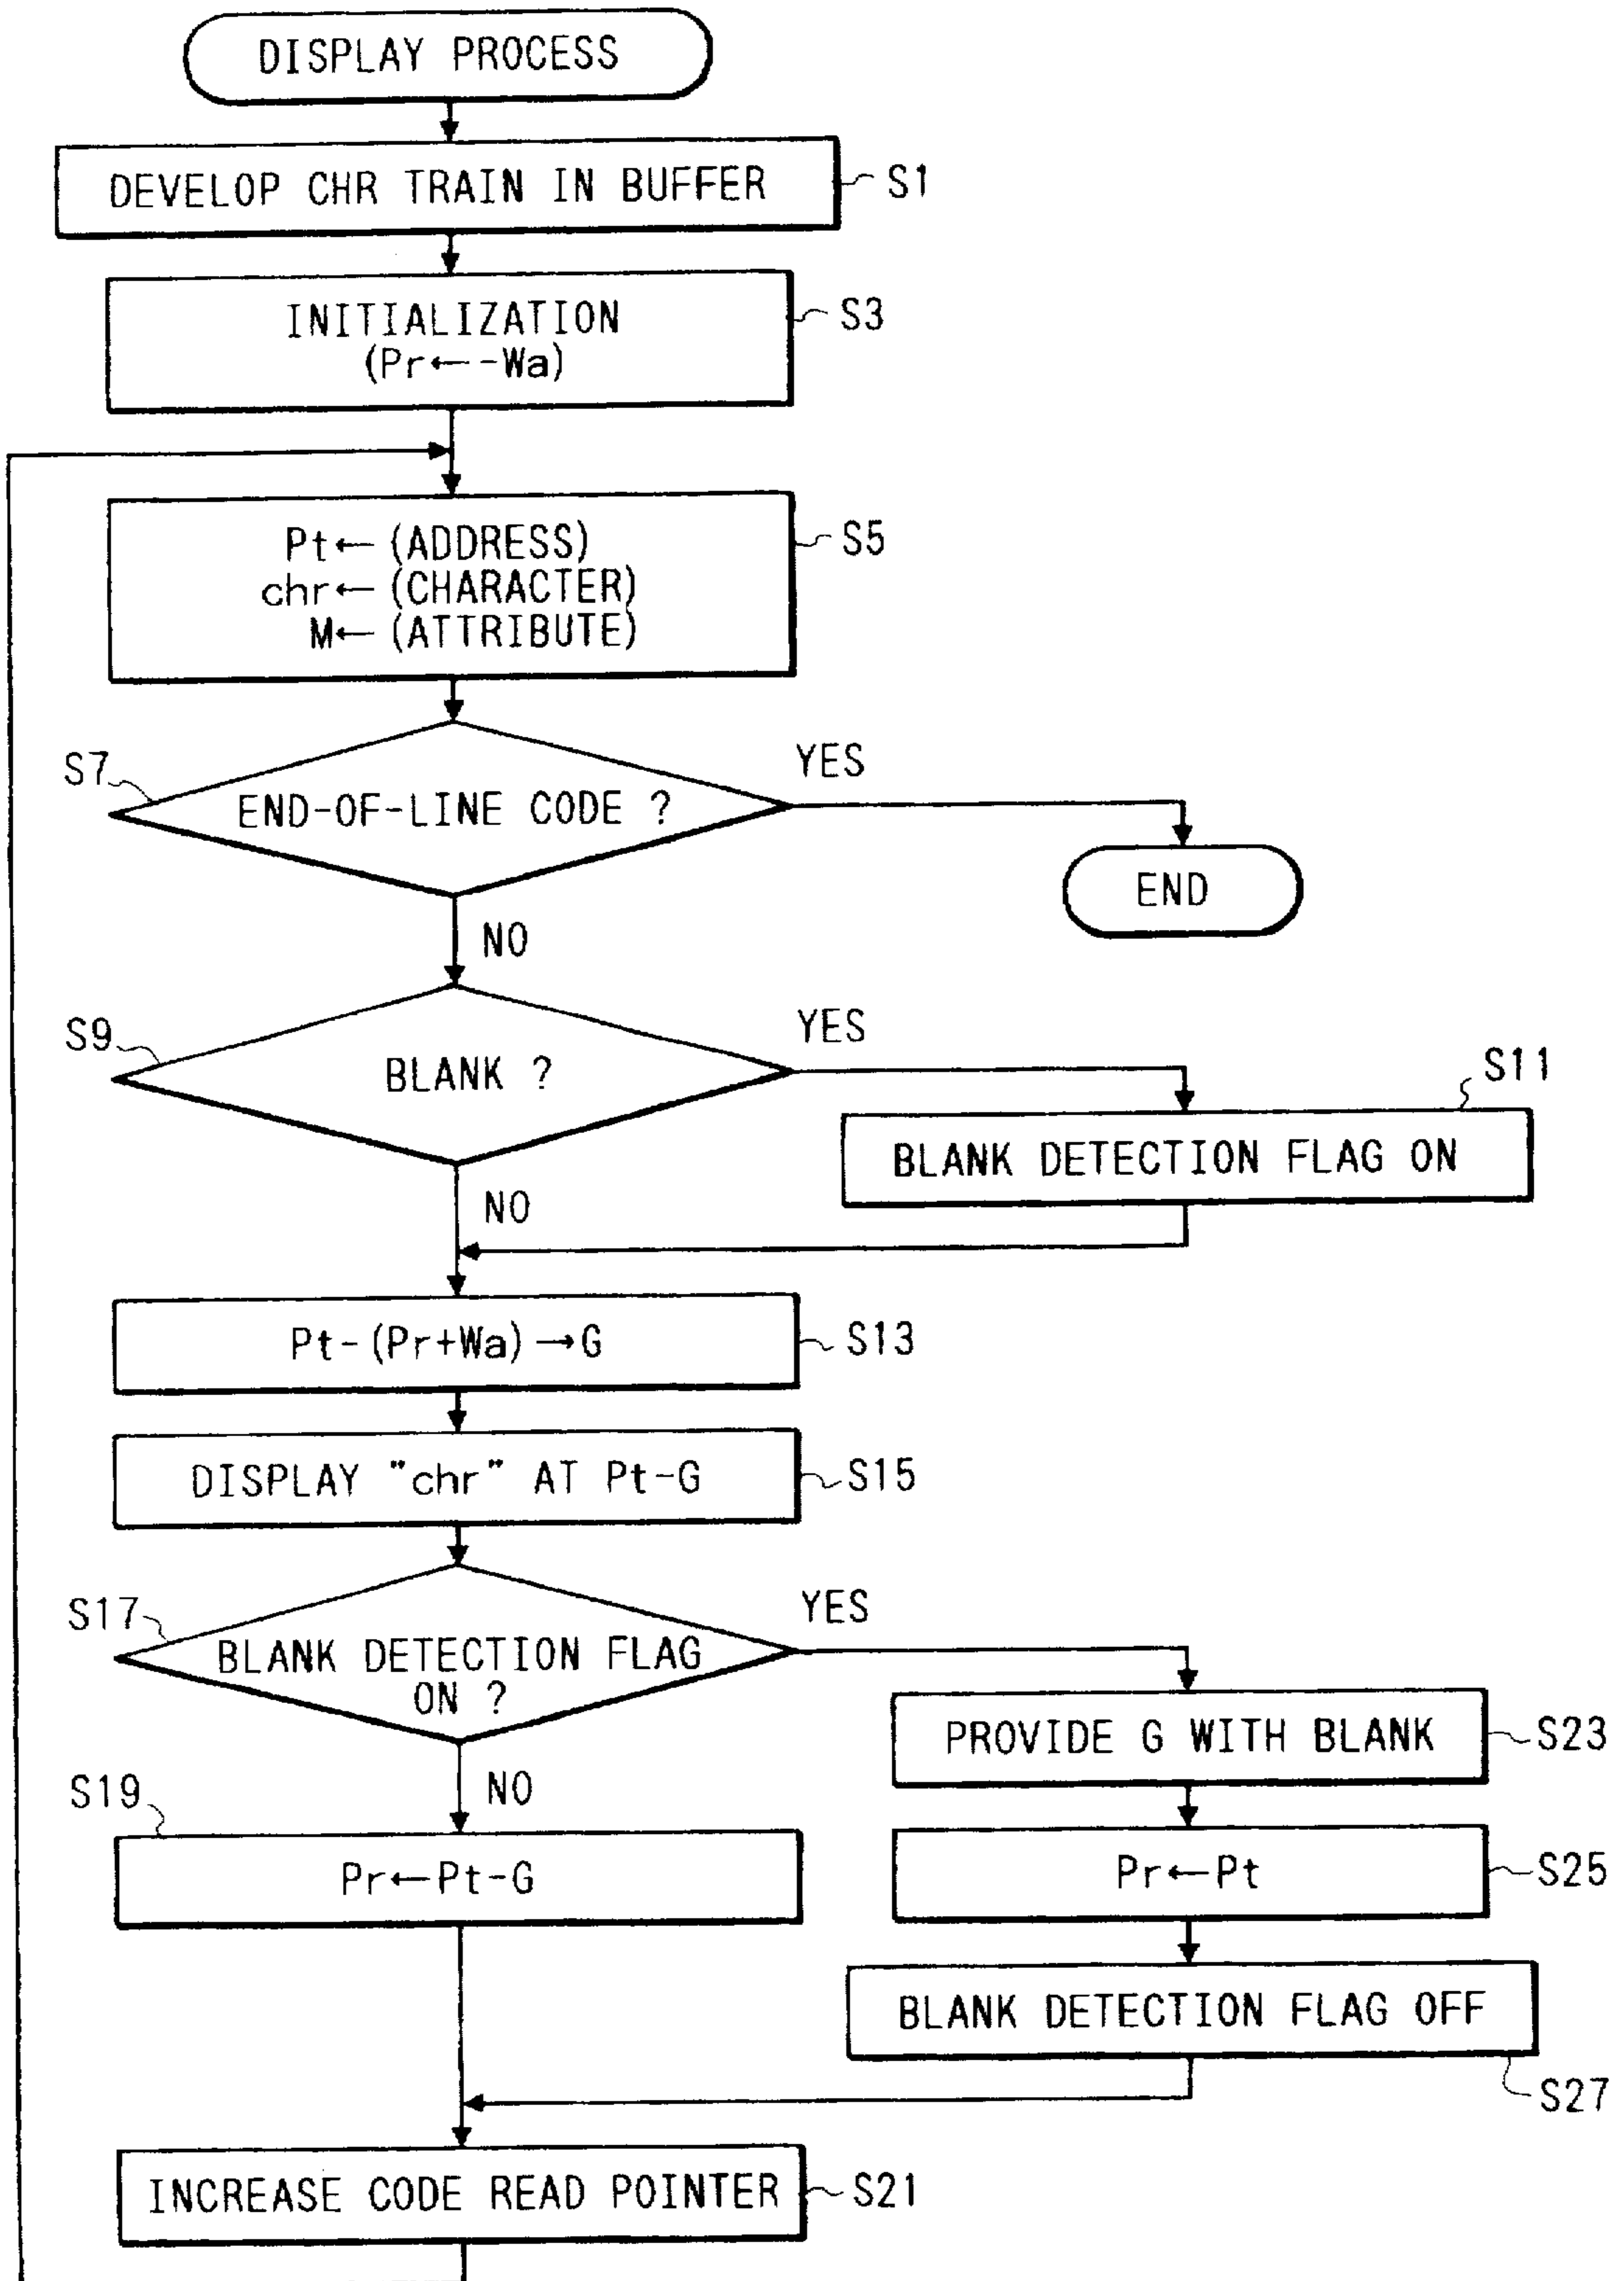 DISPLAY PROCESS
DEVELOP CHR TRAIN IN BUFFER
S1
INITIALIZATION
(Pr←-Wa)
S3
Pt←(ADDRESS)
chr←(CHARACTER)
M←(ATTRIBUTE)
S5
S7
END-OF-LINE CODE ?
YES
END
NO
S9
BLANK ?
YES
S11
BLANK DETECTION FLAG ON
NO
Pt-(Pr+Wa)→G
S13
DISPLAY "chr" AT Pt-G
S15
S17
BLANK DETECTION FLAG
ON ?
YES
PROVIDE G WITH BLANK
S23
NO
S19
Pr←Pt-G
Pr←Pt
S25
BLANK DETECTION FLAG OFF
S27
INCREASE CODE READ POINTER
S21